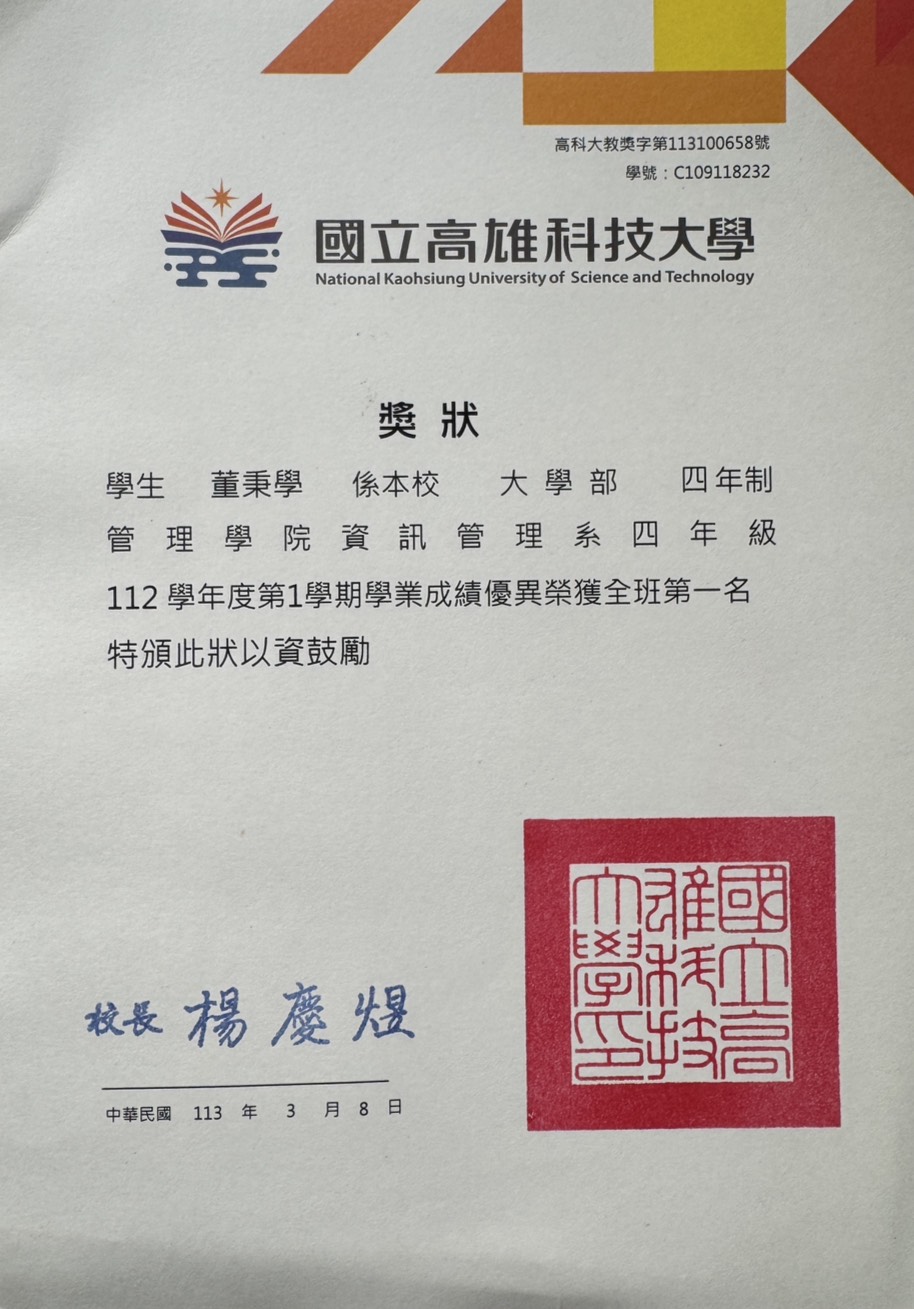 高科大教獎字第113100658號
學號：C109118232
國立高雄科技大學
National Kaohsiung University of Science and Technology
獎狀
學生 董秉學 係本校 大學部 四年制
管理學院資訊管理系四年級
112 學年度第1學期學業成績優異榮獲全班第一名
特頒此狀以資鼓勵
國立高雄科技大學印
校長 楊慶煜
中華民國 113 年 3 月 8 日